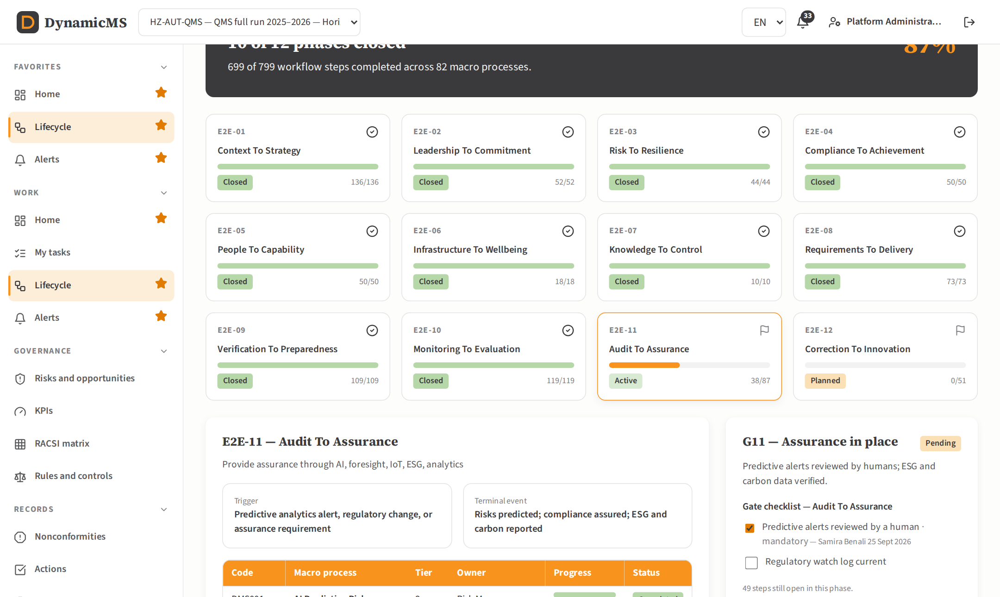 DynamicMS
HZ-AUT-QMS — QMS full run 2025–2026 — Hori
EN
33
Platform Administra...
FAVORITES
Home
Lifecycle
Alerts
WORK
Home
My tasks
Lifecycle
Alerts
GOVERNANCE
Risks and opportunities
KPIs
RACSI matrix
Rules and controls
RECORDS
Nonconformities
Actions
10 of 12 phases closed
87%
699 of 799 workflow steps completed across 82 macro processes.
E2E-01
Context To Strategy
Closed 136/136
E2E-02
Leadership To Commitment
Closed 52/52
E2E-03
Risk To Resilience
Closed 44/44
E2E-04
Compliance To Achievement
Closed 50/50
E2E-05
People To Capability
Closed 50/50
E2E-06
Infrastructure To Wellbeing
Closed 18/18
E2E-07
Knowledge To Control
Closed 10/10
E2E-08
Requirements To Delivery
Closed 73/73
E2E-09
Verification To Preparedness
Closed 109/109
E2E-10
Monitoring To Evaluation
Closed 119/119
E2E-11
Audit To Assurance
Active 38/87
E2E-12
Correction To Innovation
Planned 0/51
E2E-11 — Audit To Assurance
Provide assurance through AI, foresight, IoT, ESG, analytics
Trigger
Predictive analytics alert, regulatory change, or
assurance requirement
Terminal event
Risks predicted; compliance assured; ESG and
carbon reported
Code Macro process Tier Owner Progress Status
G11 — Assurance in place
Pending
Predictive alerts reviewed by humans; ESG and
carbon data verified.
Gate checklist — Audit To Assurance
Predictive alerts reviewed by a human ·
mandatory — Samira Benali 25 Sept 2026
Regulatory watch log current
49 steps still open in this phase.